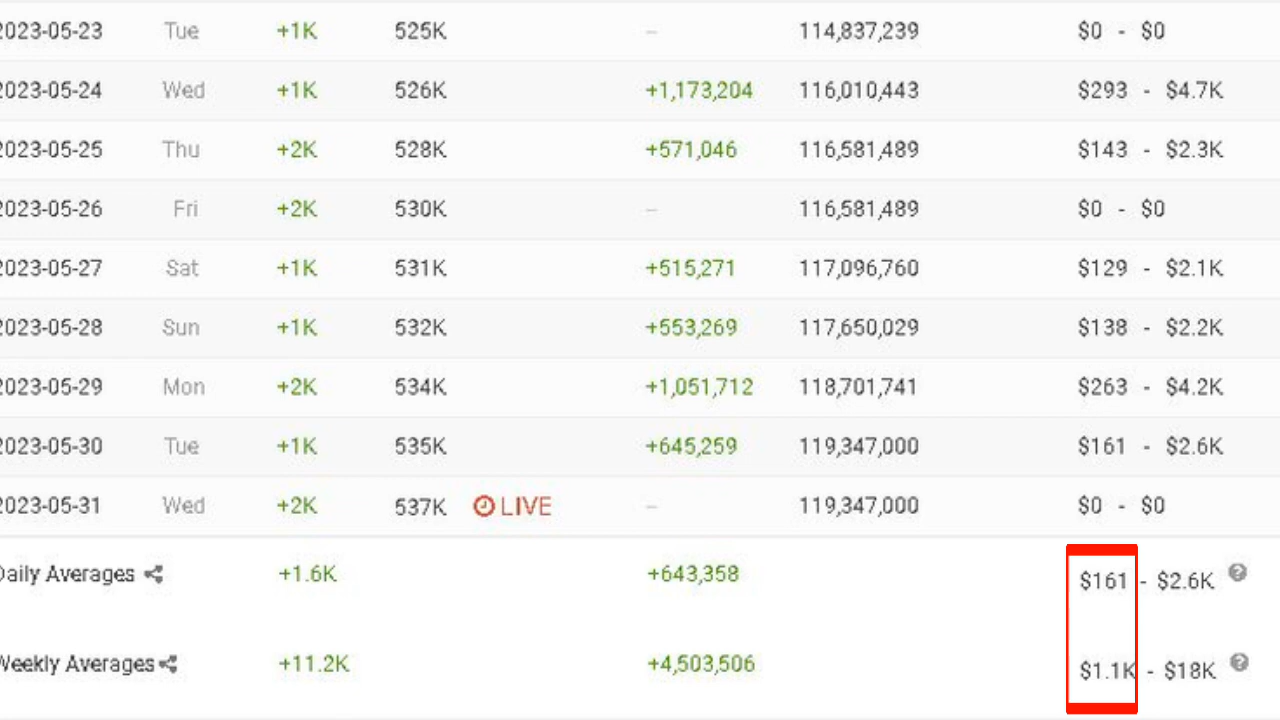 2023-05-23 Tue +1K 525K -- 114,837,239 $0 - $0
2023-05-24 Wed +1K 526K +1,173,204 116,010,443 $293 - $4.7K
2023-05-25 Thu +2K 528K +571,046 116,581,489 $143 - $2.3K
2023-05-26 Fri +2K 530K -- 116,581,489 $0 - $0
2023-05-27 Sat +1K 531K +515,271 117,096,760 $129 - $2.1K
2023-05-28 Sun +1K 532K +553,269 117,650,029 $138 - $2.2K
2023-05-29 Mon +2K 534K +1,051,712 118,701,741 $263 - $4.2K
2023-05-30 Tue +1K 535K +645,259 119,347,000 $161 - $2.6K
2023-05-31 Wed +2K 537K LIVE -- 119,347,000 $0 - $0
Daily Averages +1.6K +643,358 $161 - $2.6K ?
Weekly Averages +11.2K +4,503,506 $1.1K - $18K ?